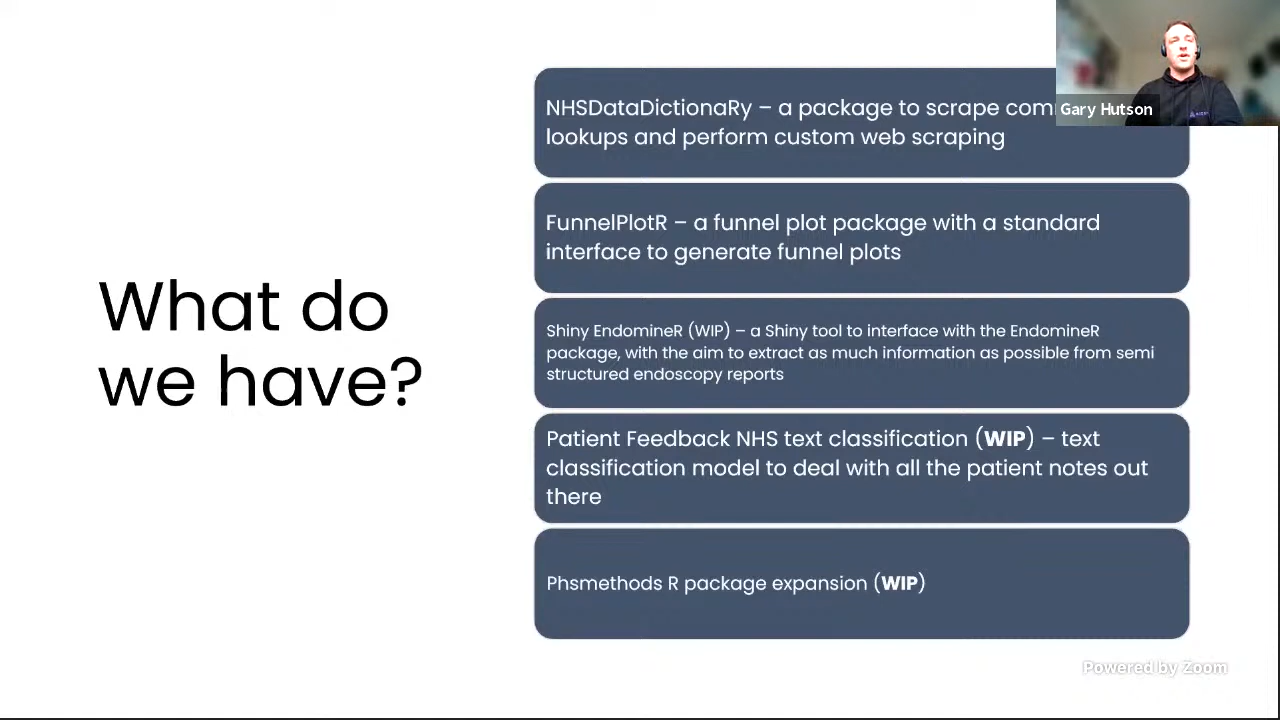 What do
we have?
NHSDataDictionaRy – a package to scrape
lookups and perform custom web scraping
FunnelPlotR – a funnel plot package with a standard
interface to generate funnel plots
Shiny EndomineR (WIP) – a Shiny tool to interface with the EndomineR
package, with the aim to extract as much information as possible from semi
structured endoscopy reports
Patient Feedback NHS text classification (WIP) – text
classification model to deal with all the patient notes out
there
Phsmethods R package expansion (WIP)
Gary Hutson
Powered by Zoom